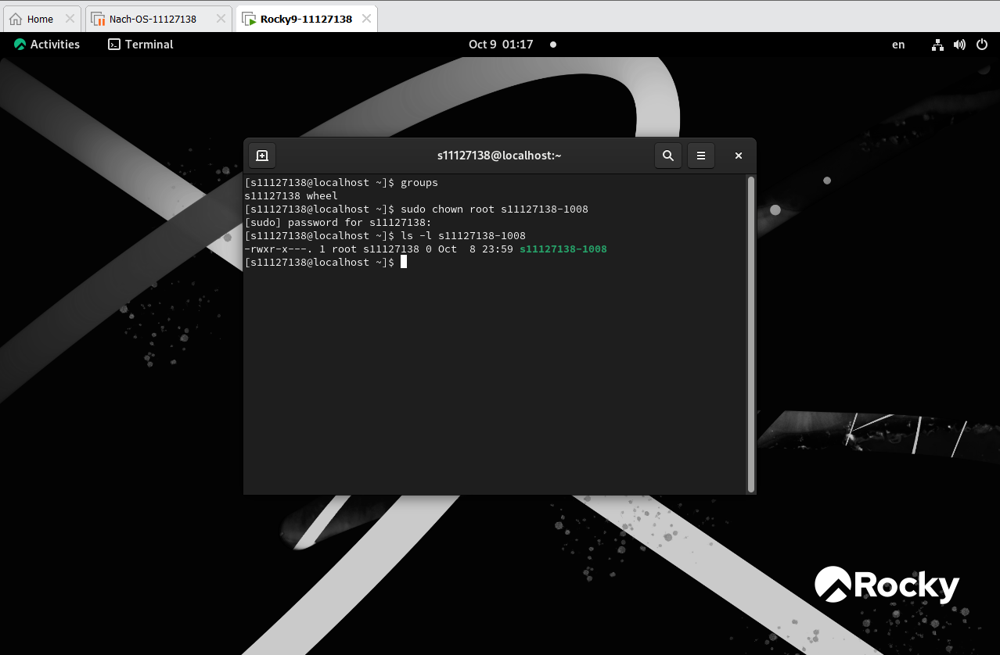 Home
Nach-OS-11127138
Rocky9-11127138
Activities
Terminal
Oct 9 01:17
en
s11127138@localhost:~
[s11127138@localhost ~]$ groups
s11127138 wheel
[s11127138@localhost ~]$ sudo chown root s11127138-1008
[sudo] password for s11127138:
[s11127138@localhost ~]$ ls -l s11127138-1008
-rwxr-x---. 1 root s11127138 0 Oct  8 23:59 s11127138-1008
[s11127138@localhost ~]$
Rocky